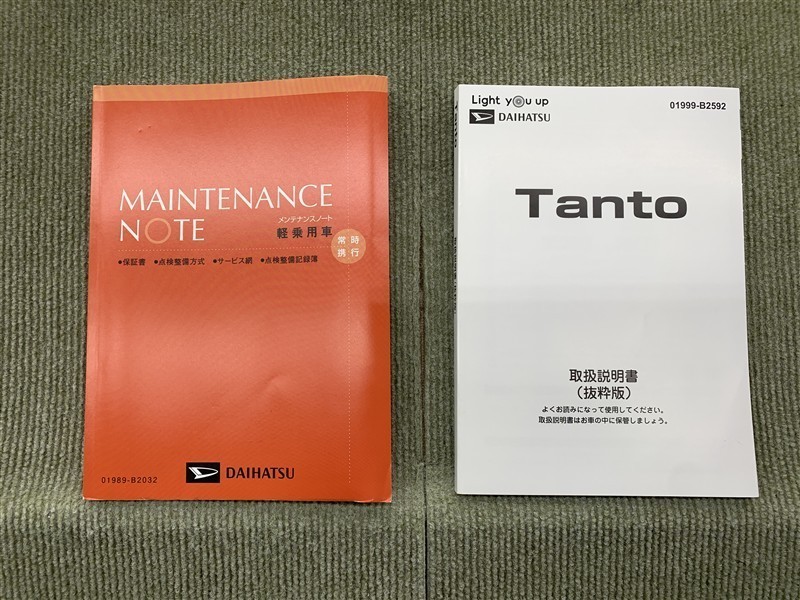 MAINTENANCE
NOTE
メンテナンスノート
軽乗用車
常時
携行
●保証書 ●点検整備方式 ●サービス網 ●点検整備記録簿
01989-B2032
DAIHATSU
Light you up
DAIHATSU
01999-B2592
Tanto
取扱説明書
（抜粋版）
よくお読みになって使用してください。
取扱説明書はお車の中に保管しましょう。